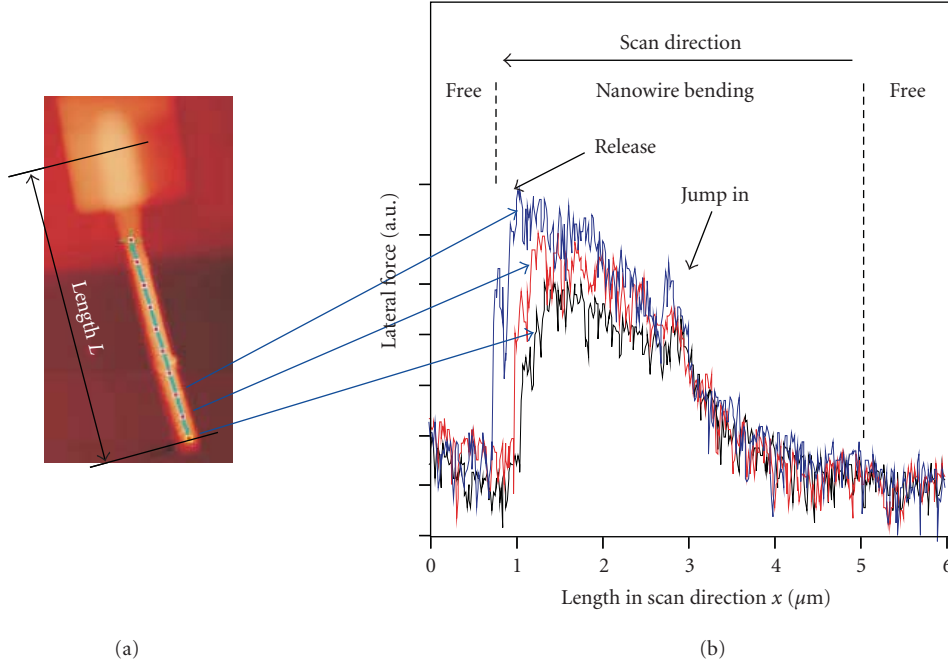 Length L
(a)
Scan direction
Free
Nanowire bending
Free
Release
Jump in
Lateral force (a.u.)
0
1
2
3
4
5
6
Length in scan direction x (μm)
(b)